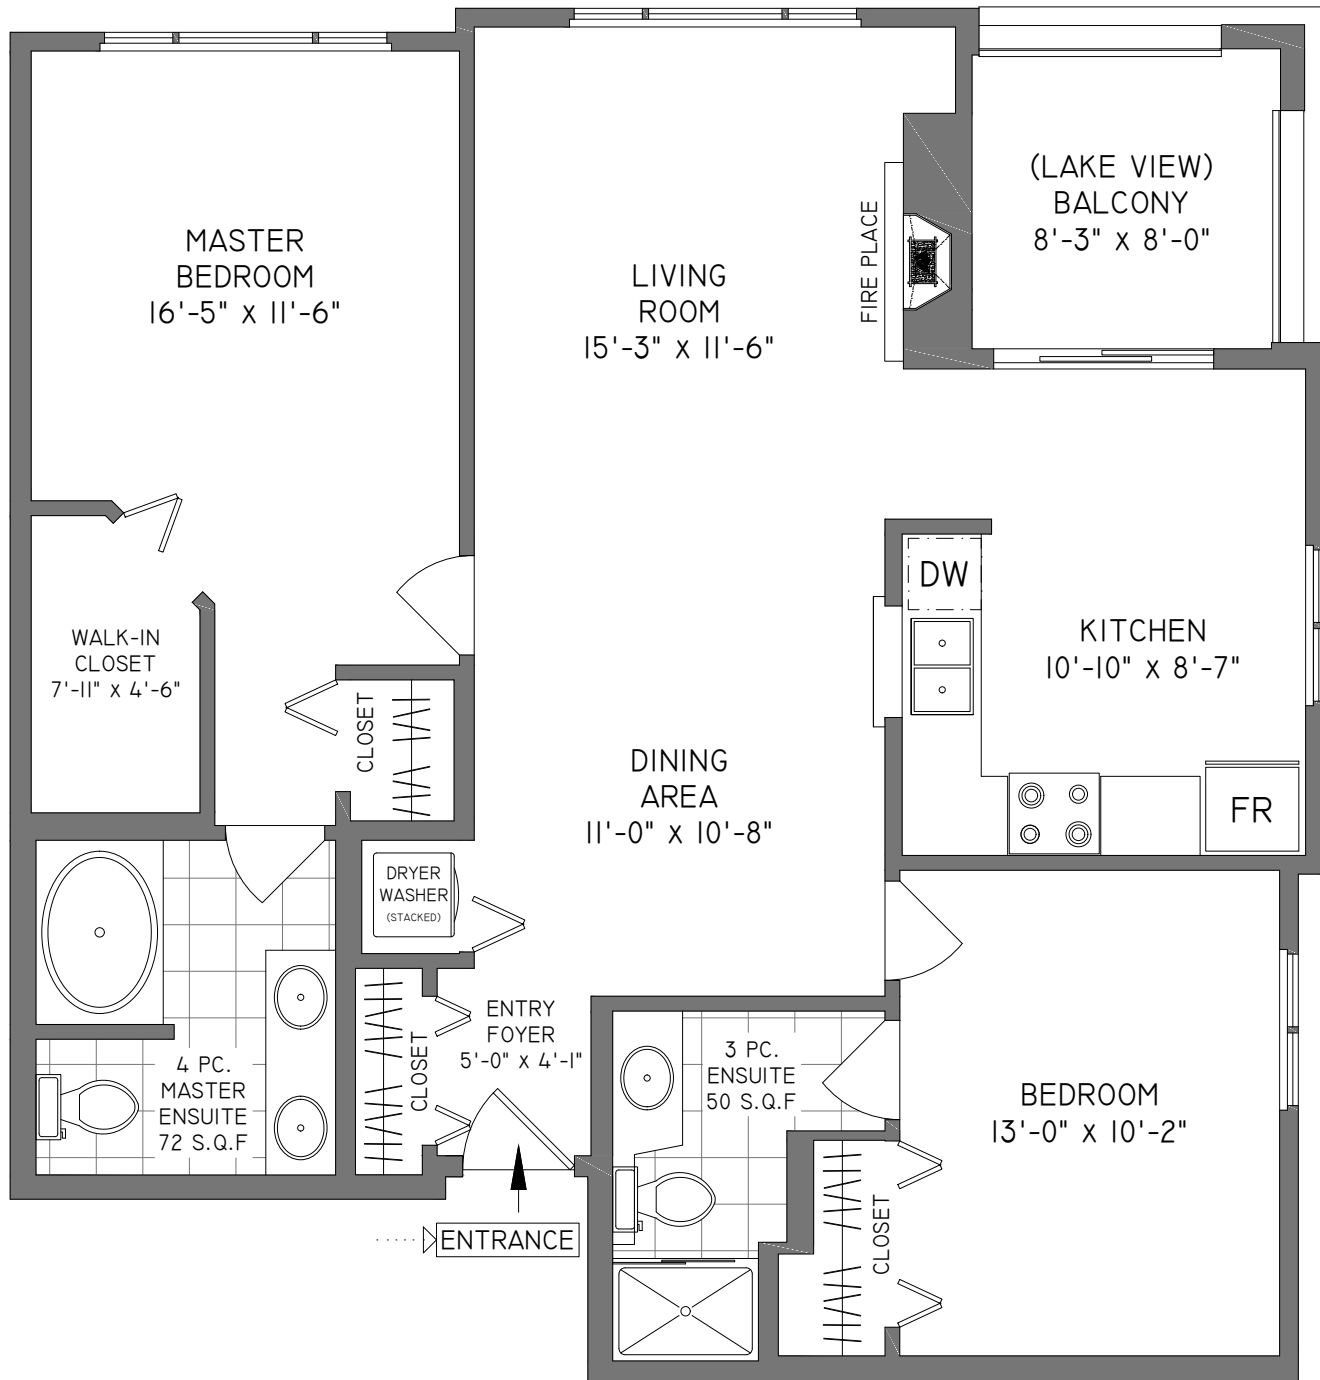 MASTER
BEDROOM
16'-5" X 11'-6"
LIVING
ROOM
15'-3" X 11'-6"
FIRE PLACE
(LAKE VIEW)
BALCONY
8'-3" X 8'-0"
WALK-IN
CLOSET
7'-11" X 4'-6"
CLOSET
DW
KITCHEN
10'-10" X 8'-7"
FR
DINING
AREA
11'-0" X 10'-8"
DRYER
WASHER
(STACKED)
ENTRY
FOYER
5'-0" X 4'-1"
CLOSET
4 PC.
MASTER
ENSUITE
72 S.Q.F
3 PC.
ENSUITE
50 S.Q.F
BEDROOM
13'-0" X 10'-2"
CLOSET
ENTRANCE